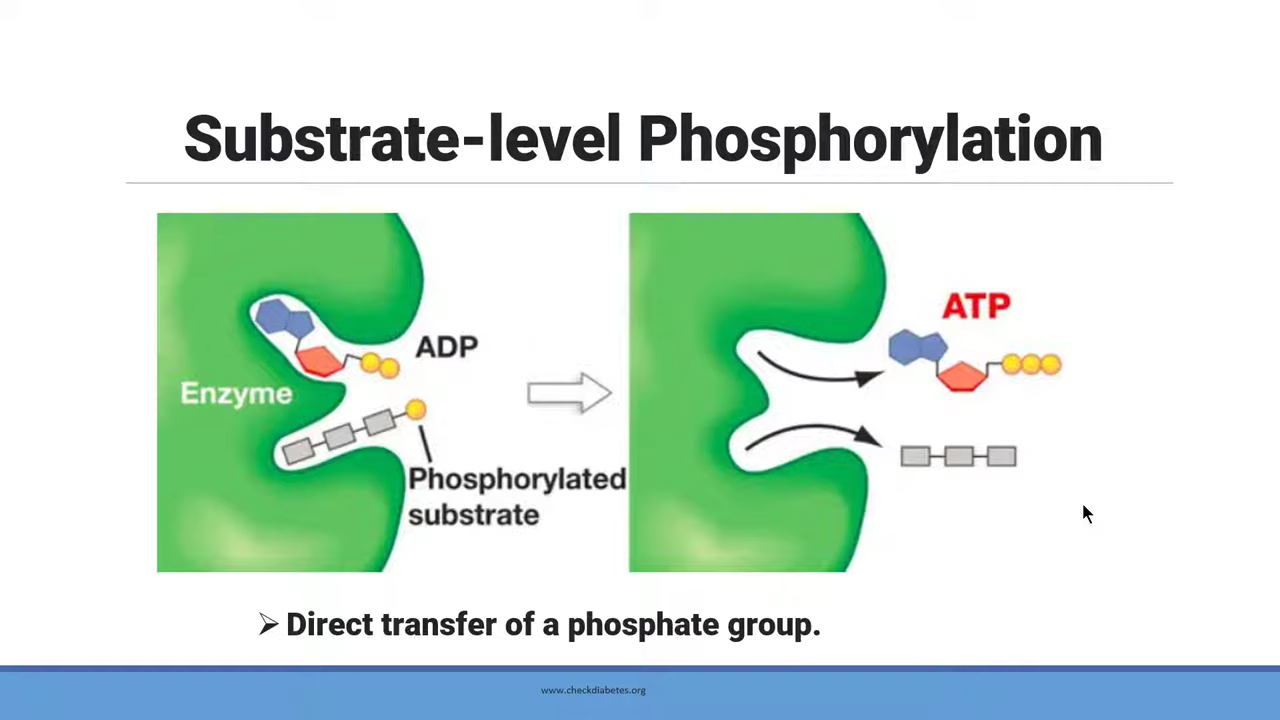 Substrate-level Phosphorylation
ADP
Enzyme
Phosphorylated
substrate
ATP
➢ Direct transfer of a phosphate group.
www.checkdiabetes.org